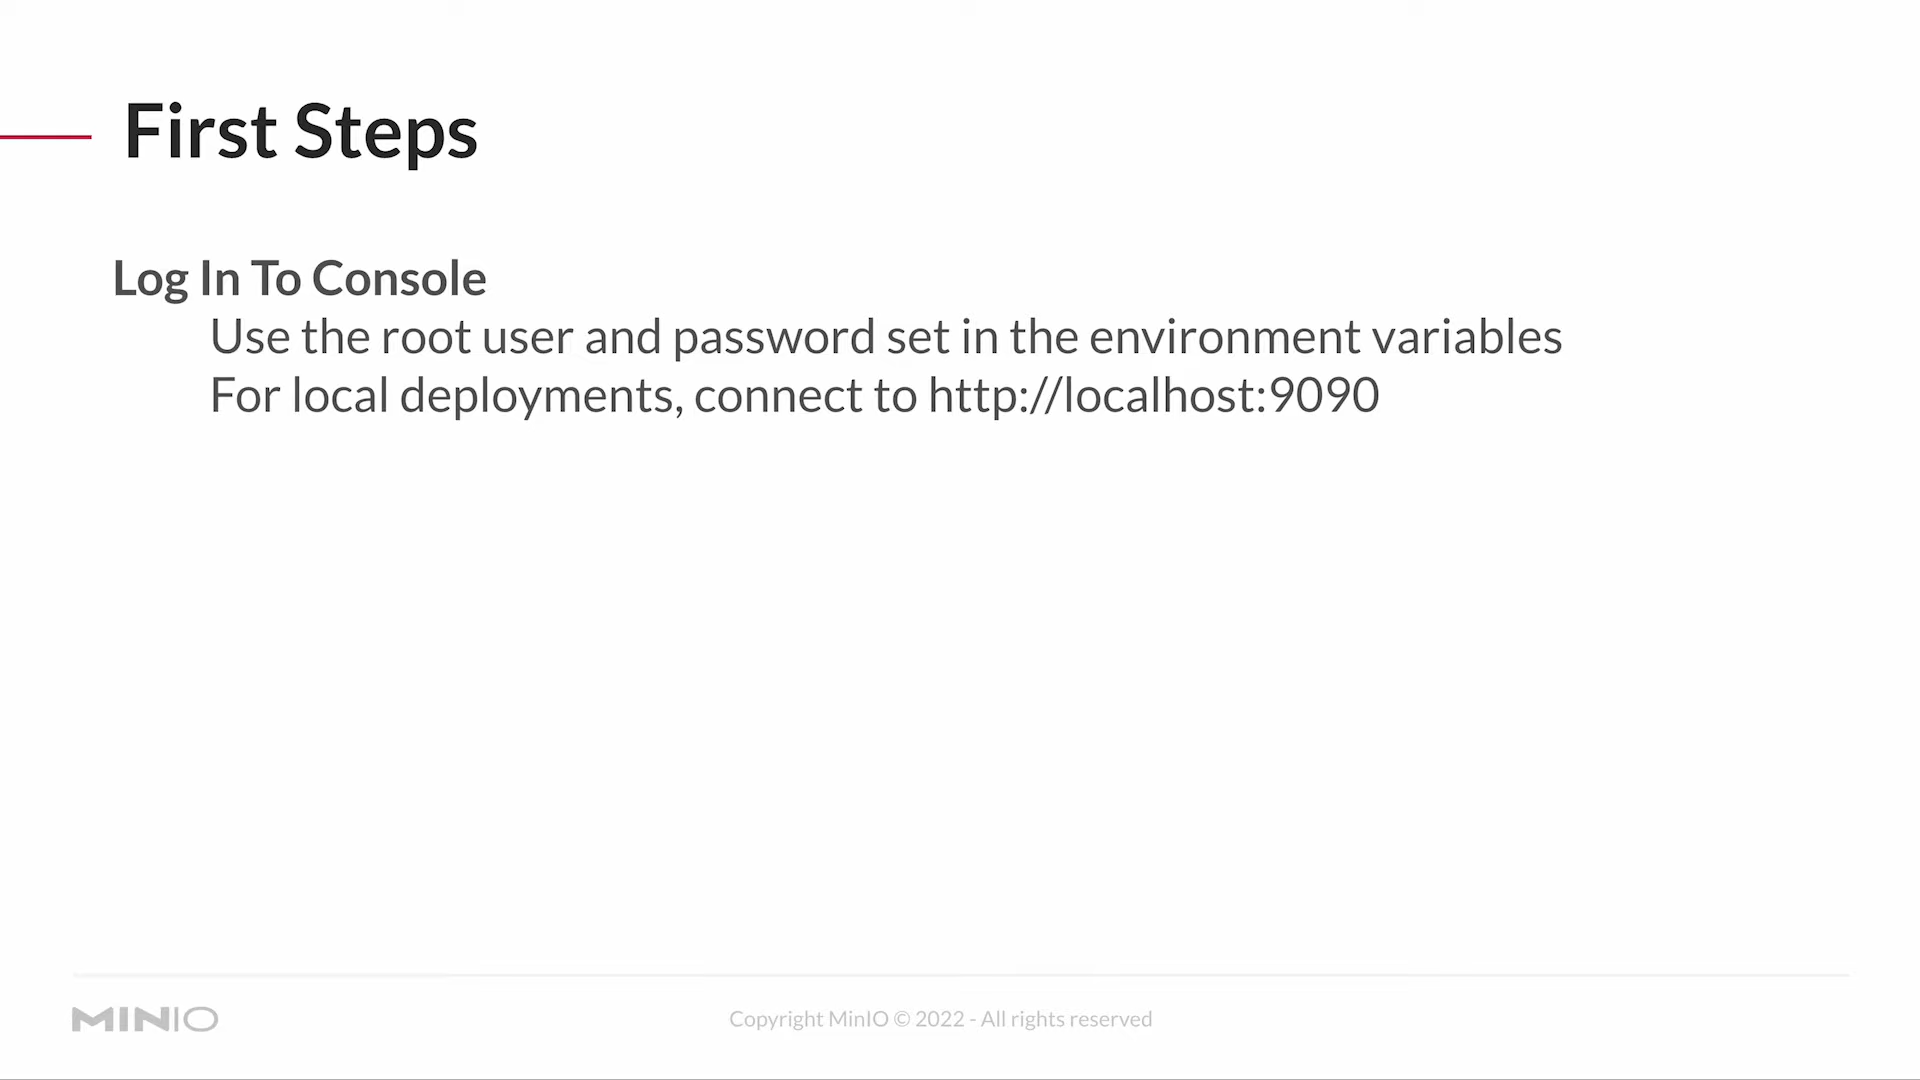 First Steps
Log In To Console
Use the root user and password set in the environment variables
For local deployments, connect to http://localhost:9090
MINIO
Copyright MinIO © 2022 - All rights reserved